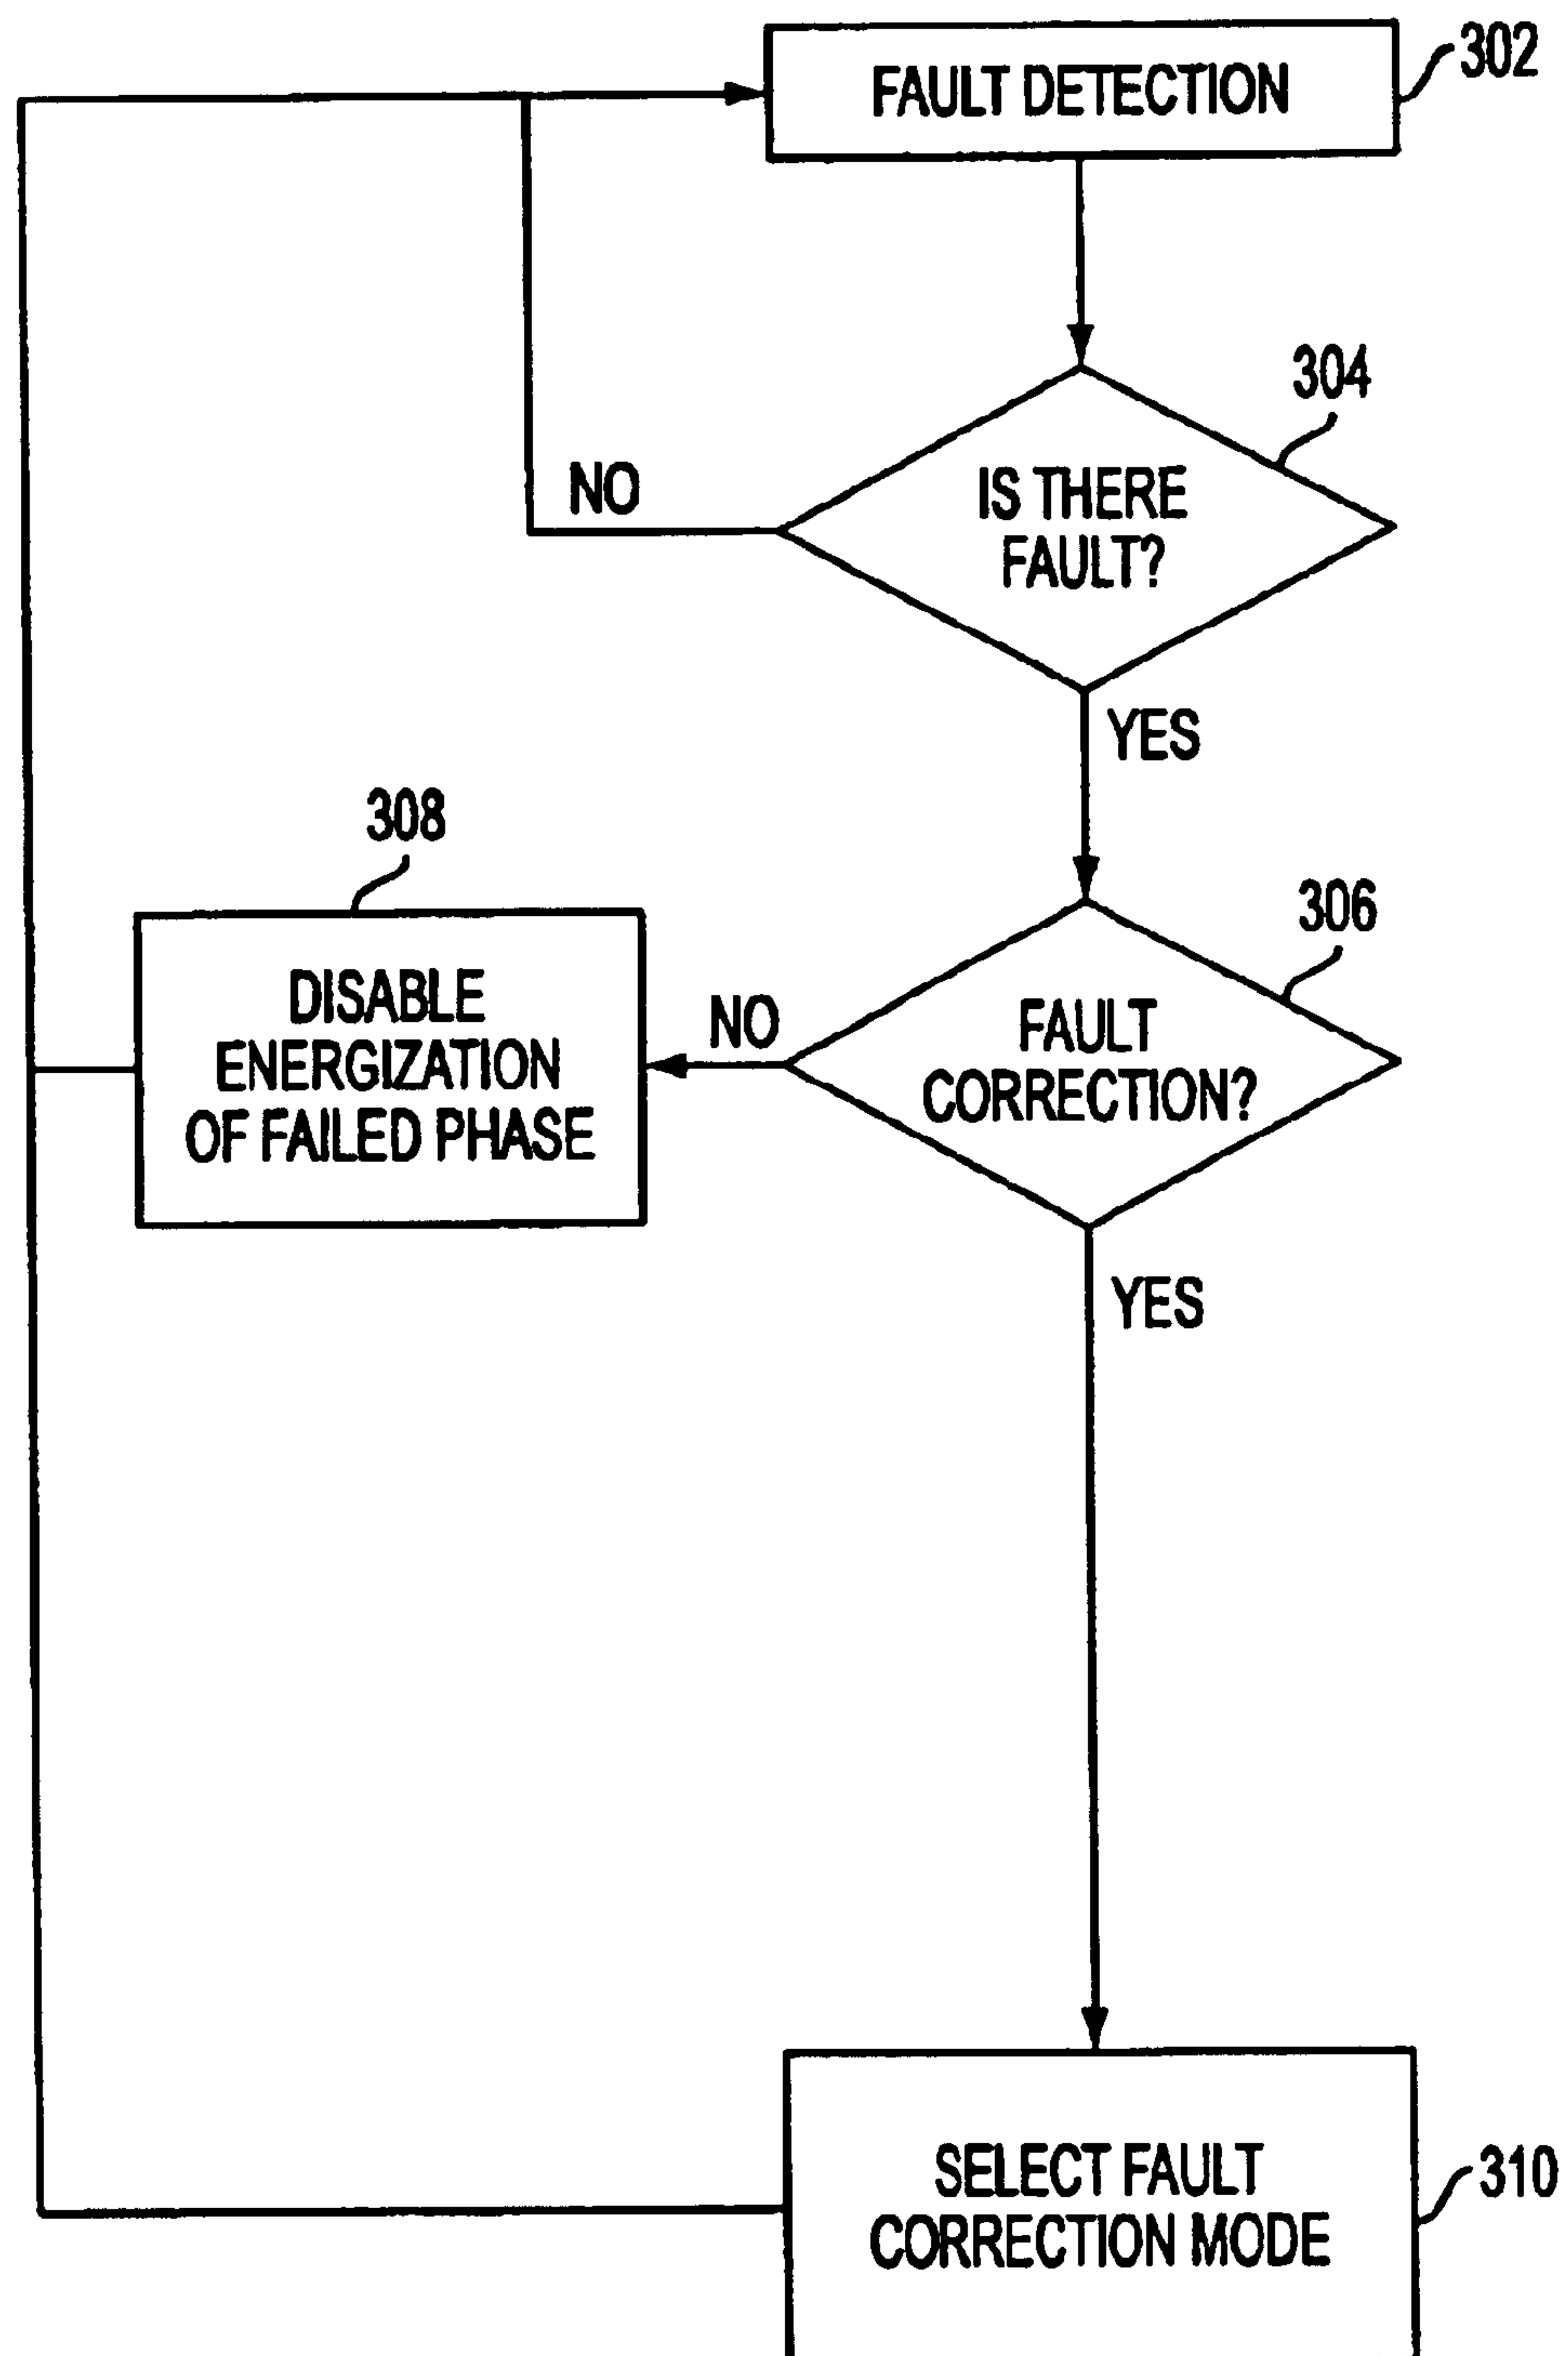 FAULT DETECTION
302
304
IS THERE
FAULT?
NO
YES
308
306
DISABLE
ENERGIZATION
OF FAILED PHASE
NO
FAULT
CORRECTION?
YES
SELECT FAULT
CORRECTION MODE
310